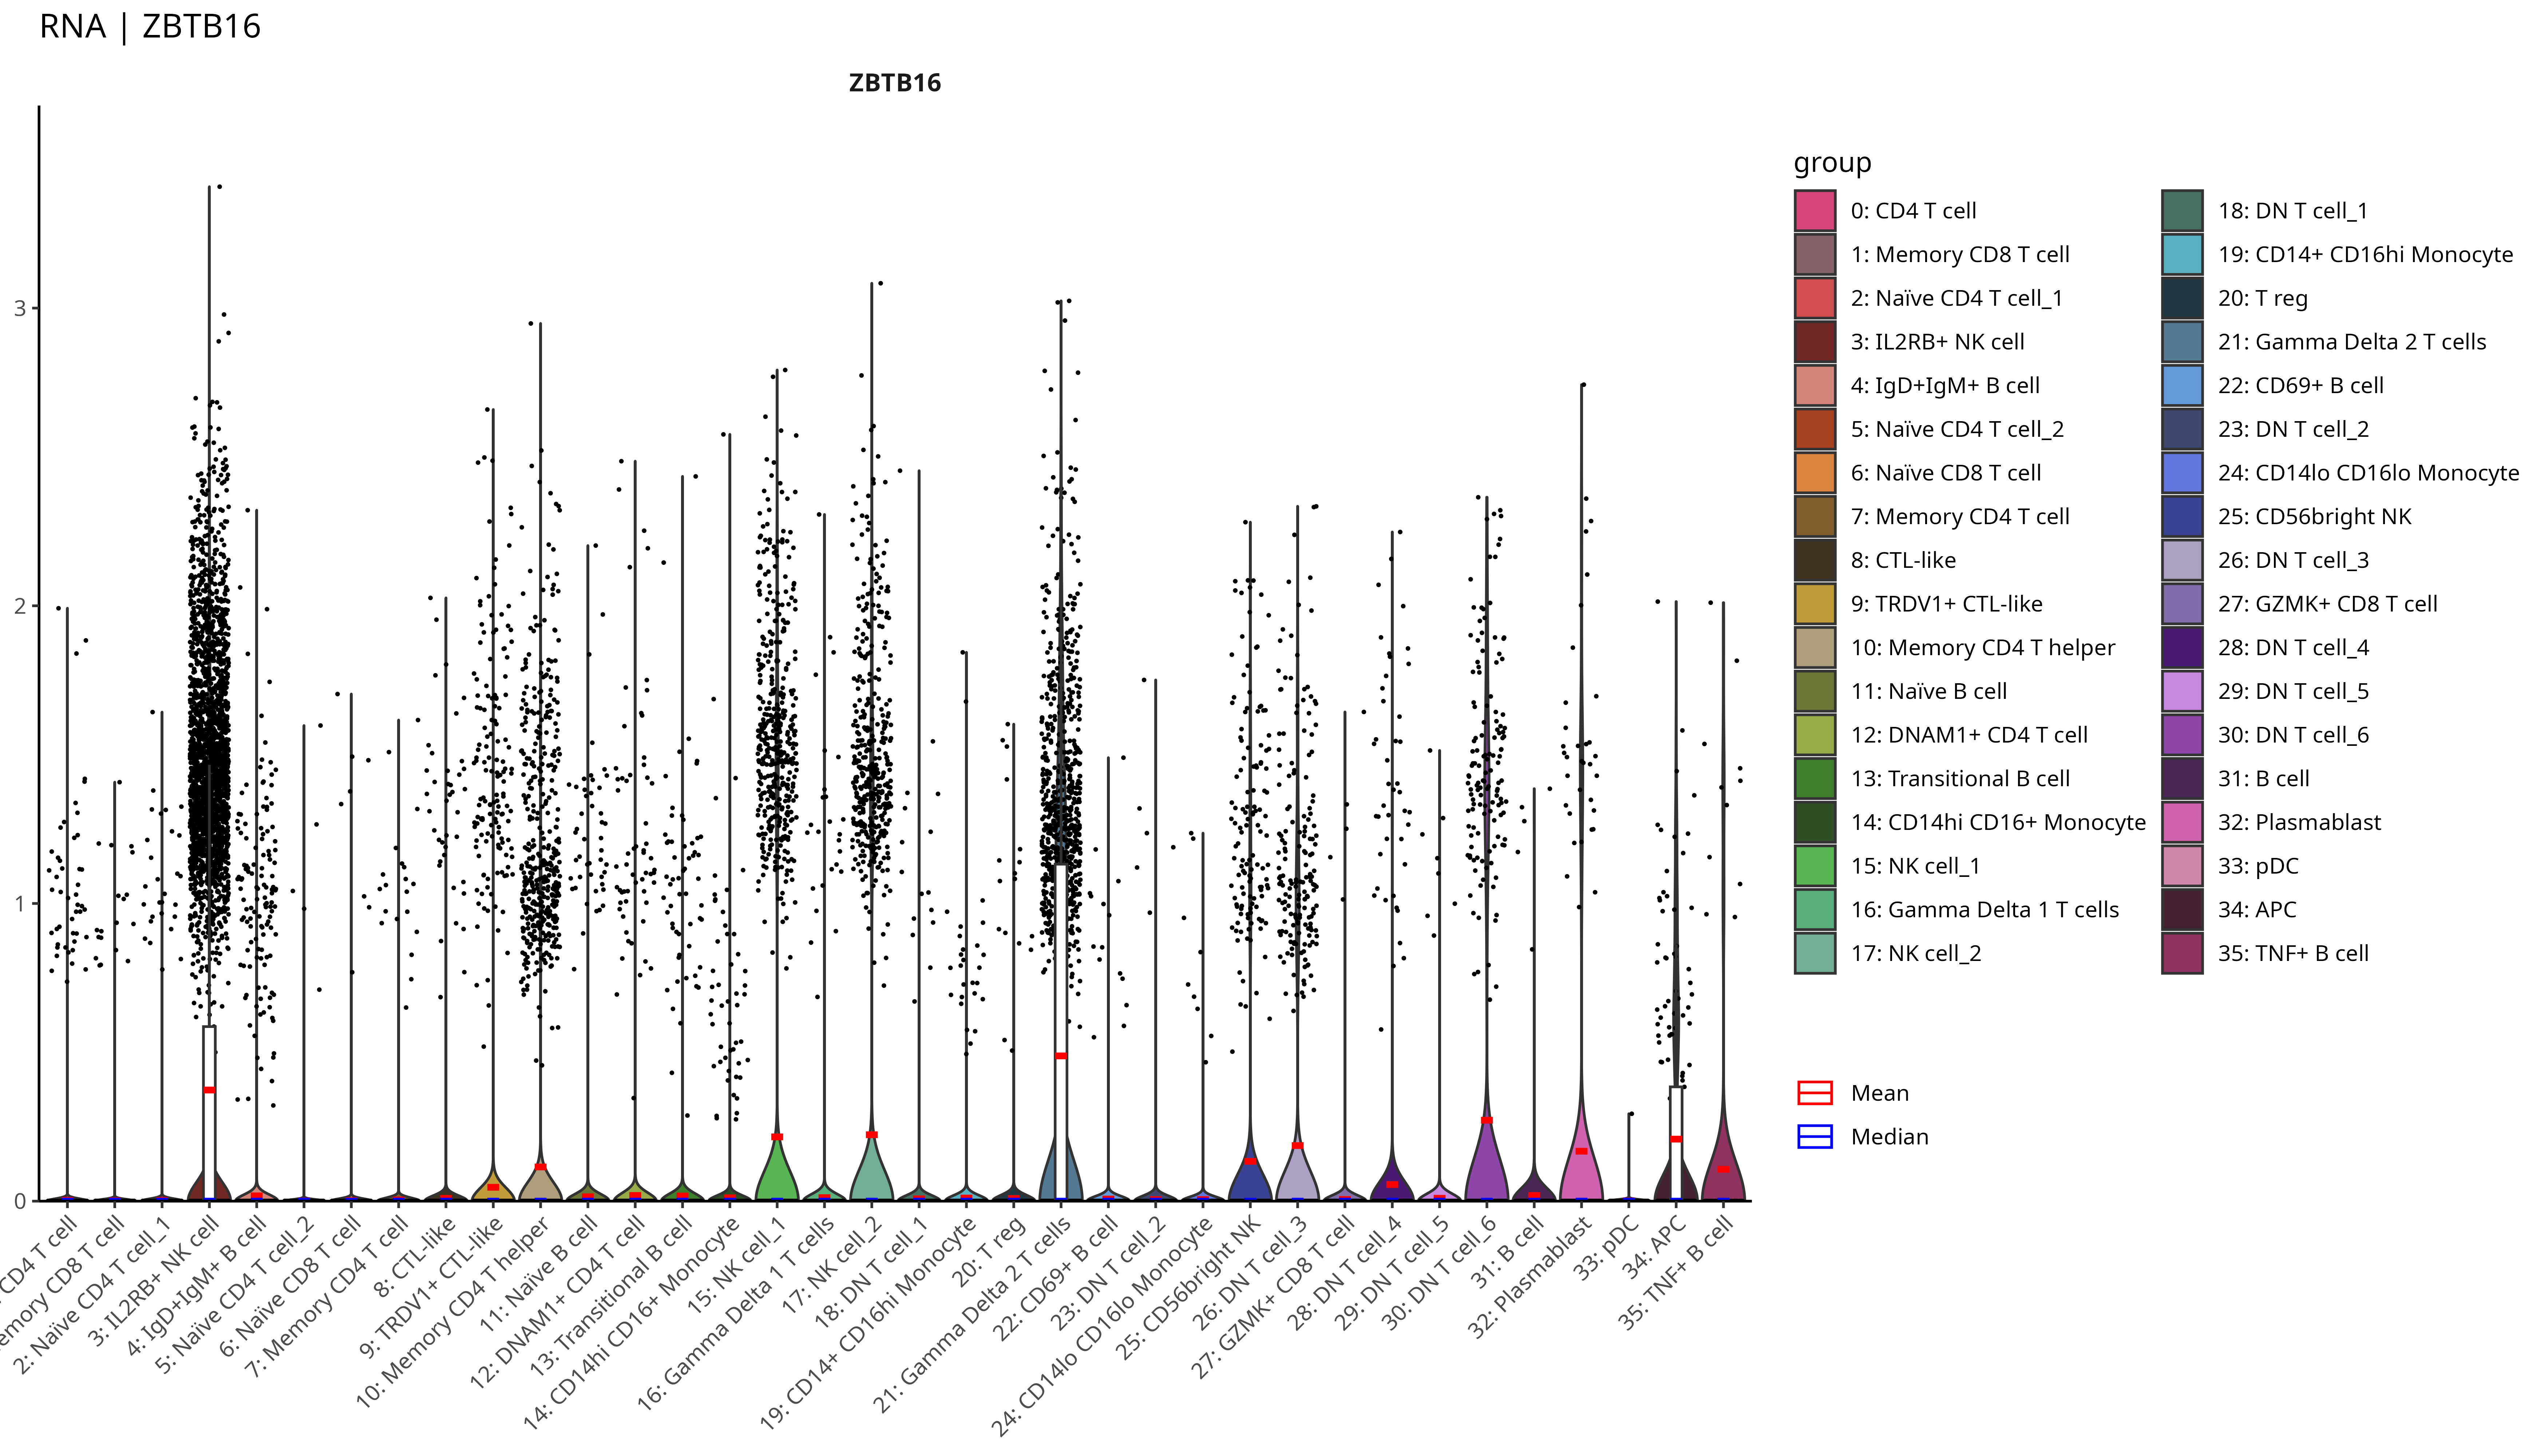 RNA | ZBTB16
ZBTB16
3
2
1
0
CD4 T cell
emory CD8 T cell
2: Naïve CD4 T cell_1
3: IL2RB+ NK cell
4: IgD+IgM+ B cell
5: Naïve CD4 T cell_2
6: Naïve CD8 T cell
7: Memory CD4 T cell
8: CTL-like
9: TRDV1+ CTL-like
10: Memory CD4 T helper
11: Naïve B cell
12: DNAM1+ CD4 T cell
13: Transitional B cell
14: CD14hi CD16+ Monocyte
15: NK cell_1
16: Gamma Delta 1 T cells
17: NK cell_2
18: DN T cell_1
19: CD14+ CD16hi Monocyte
20: T reg
21: Gamma Delta 2 T cells
22: CD69+ B cell
23: DN T cell_2
24: CD14lo CD16lo Monocyte
25: CD56bright NK
26: DN T cell_3
27: GZMK+ CD8 T cell
28: DN T cell_4
29: DN T cell_5
30: DN T cell_6
31: B cell
32: Plasmablast
33: pDC
34: APC
35: TNF+ B cell
group
0: CD4 T cell
1: Memory CD8 T cell
2: Naïve CD4 T cell_1
3: IL2RB+ NK cell
4: IgD+IgM+ B cell
5: Naïve CD4 T cell_2
6: Naïve CD8 T cell
7: Memory CD4 T cell
8: CTL-like
9: TRDV1+ CTL-like
10: Memory CD4 T helper
11: Naïve B cell
12: DNAM1+ CD4 T cell
13: Transitional B cell
14: CD14hi CD16+ Monocyte
15: NK cell_1
16: Gamma Delta 1 T cells
17: NK cell_2
18: DN T cell_1
19: CD14+ CD16hi Monocyte
20: T reg
21: Gamma Delta 2 T cells
22: CD69+ B cell
23: DN T cell_2
24: CD14lo CD16lo Monocyte
25: CD56bright NK
26: DN T cell_3
27: GZMK+ CD8 T cell
28: DN T cell_4
29: DN T cell_5
30: DN T cell_6
31: B cell
32: Plasmablast
33: pDC
34: APC
35: TNF+ B cell
Mean
Median